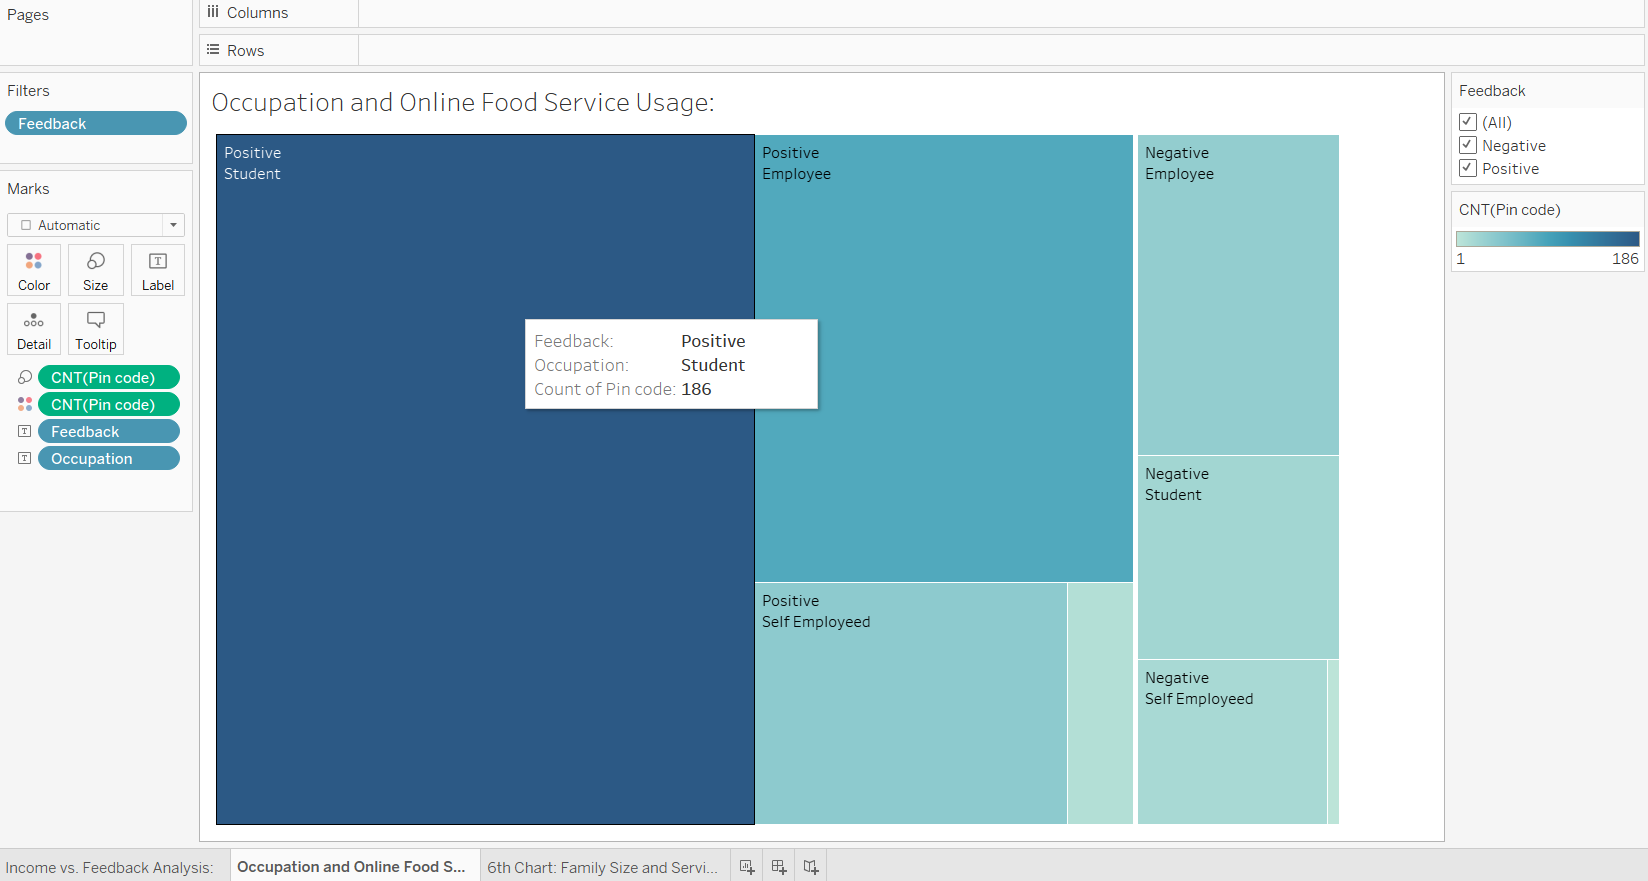 Pages
Columns
Rows
Filters
Feedback
Marks
Automatic
Color
Size
Label
Detail
Tooltip
CNT(Pin code)
CNT(Pin code)
Feedback
Occupation
Occupation and Online Food Service Usage:
Positive
Student
Positive
Employee
Negative
Employee
Feedback: Positive
Occupation: Student
Count of Pin code: 186
Negative
Student
Positive
Self Employeed
Negative
Self Employeed
Feedback
(All)
Negative
Positive
CNT(Pin code)
1 186
Income vs. Feedback Analysis:
Occupation and Online Food S...
6th Chart: Family Size and Servi...